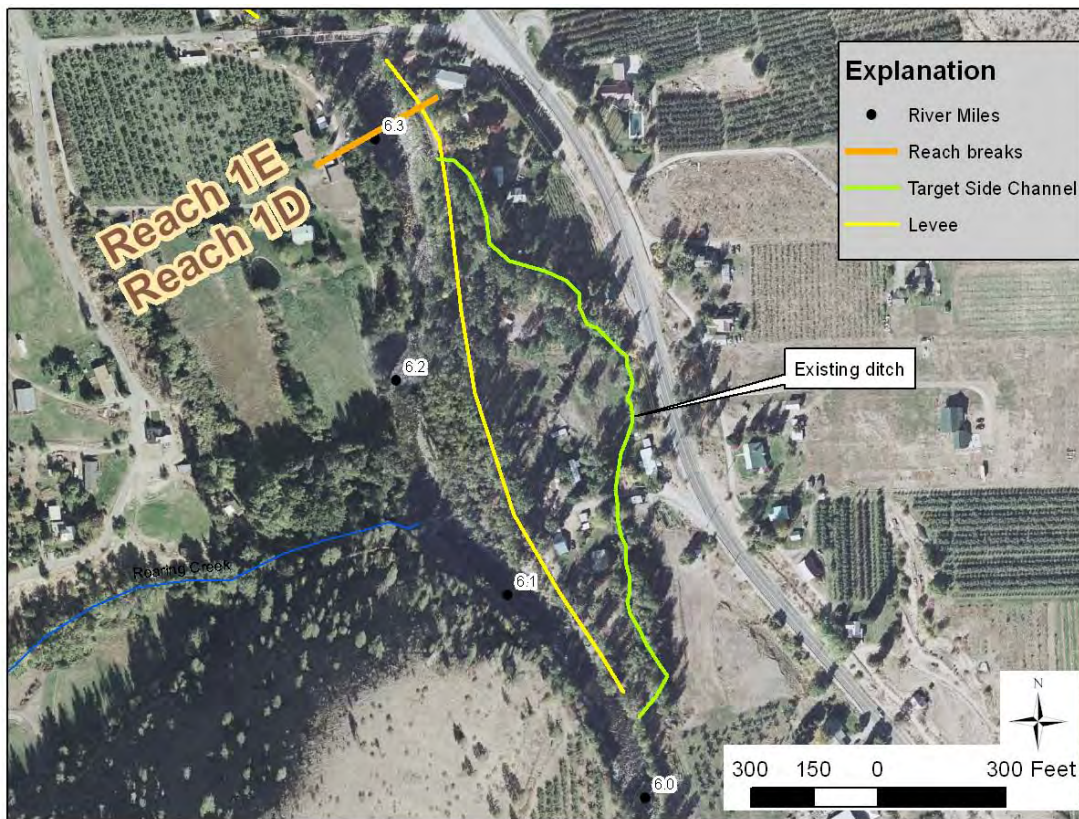 Explanation
River Miles
Reach breaks
Target Side Channel
Levee
6.3
Reach 1E
Reach 1D
6.2
Existing ditch
Roaring Creek
6.1
N
300 150 0 300 Feet
6.0